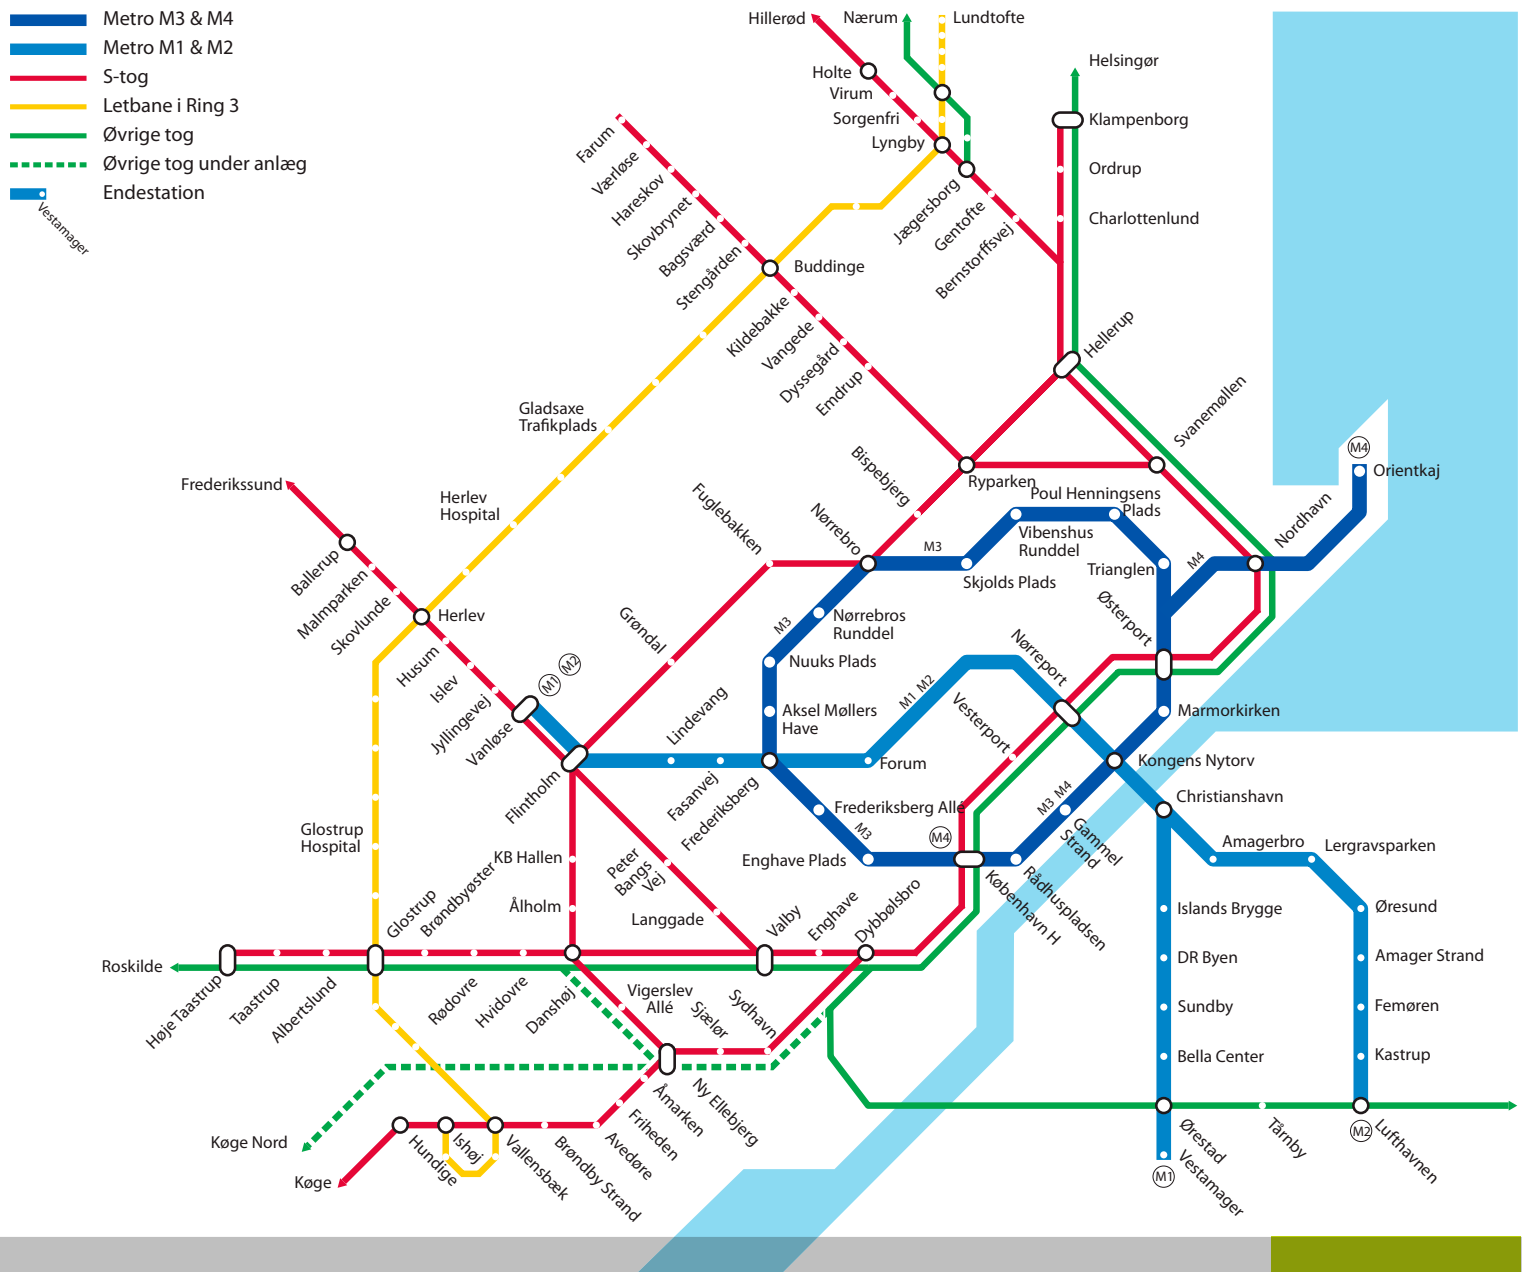 Metro M3 & M4
Metro M1 & M2
S-tog
Letbane i Ring 3
Øvrige tog
Øvrige tog under anlæg
Endestation
Vestamager
Hillerød
Nærum
Lundtofte
Helsingør
Holte
Virum
Sorgenfri
Lyngby
Jægersborg
Gentofte
Bernstorffsvej
Klampenborg
Ordrup
Charlottenlund
Hellerup
Svanemøllen
Farum
Værløse
Hareskov
Skovbrynet
Bagsværd
Stengården
Buddinge
Kildebakke
Vangede
Dyssegård
Emdrup
Gladsaxe
Trafikplads
Herlev
Hospital
Frederikssund
Ballerup
Malmparken
Skovlunde
Herlev
Husum
Islev
Jyllingevej
Vanløse
M1
M2
Flintholm
Grøndal
Fuglebakken
Nørrebro
Bispebjerg
Ryparken
Poul Henningsens
Plads
Vibenshus
Runddel
M3
Skjolds Plads
Trianglen
M4
Nordhavn
M4
Orientkaj
Østerport
M3
Nørrebros
Runddel
Nuuks Plads
Aksel Møllers
Have
Nørreport
M1 M2
Vesterport
Marmorkirken
Lindevang
Fasanvej
Frederiksberg
Forum
Kongens Nytorv
Christianshavn
Frederiksberg Allé
M3
M4
M3 M4
Gammel
Strand
Enghave Plads
Rådhuspladsen
København H
Amagerbro
Lergravsparken
Øresund
Amager Strand
Femøren
Kastrup
Islands Brygge
DR Byen
Sundby
Bella Center
Ørestad
Vestamager
M1
Tårnby
M2
Lufthavnen
Glostrup
Hospital
KB Hallen
Peter
Bangs
Vej
Ålholm
Langgade
Valby
Enghave
Dybbølsbro
Glostrup
Brøndbyøster
Roskilde
Høje Taastrup
Taastrup
Albertslund
Rødovre
Hvidovre
Danshøj
Vigerslev
Allé
Sjælør
Sydhavn
Ny Ellebjerg
Åmarken
Friheden
Avedøre
Brøndby Strand
Vallensbæk
Ishøj
Hundige
Køge Nord
Køge